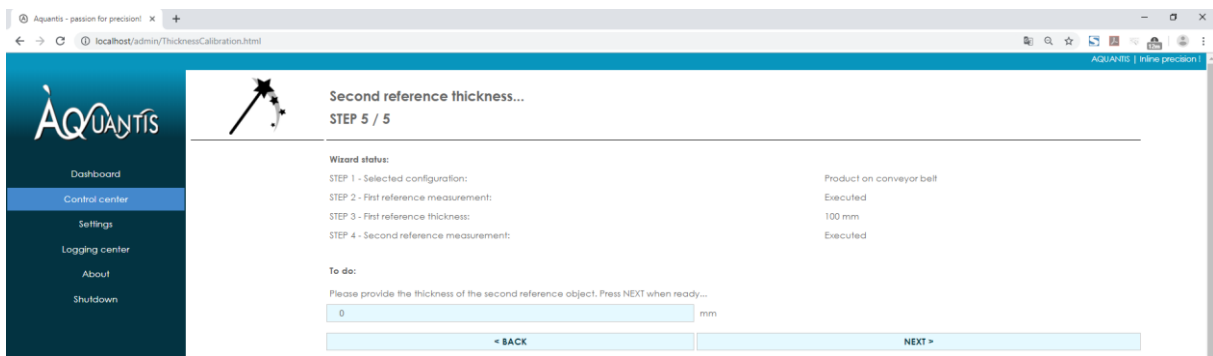 Aquantis - passion for precision!
localhost/admin/ThicknessCalibration.html
AQUANTIS | Inline precision !
AQUANTIS
Dashboard
Control center
Settings
Logging center
About
Shutdown
Second reference thickness...
STEP 5 / 5
Wizard status:
STEP 1 - Selected configuration: Product on conveyor belt
STEP 2 - First reference measurement: Executed
STEP 3 - First reference thickness: 100 mm
STEP 4 - Second reference measurement: Executed
To do:
Please provide the thickness of the second reference object. Press NEXT when ready...
0 mm
< BACK NEXT >